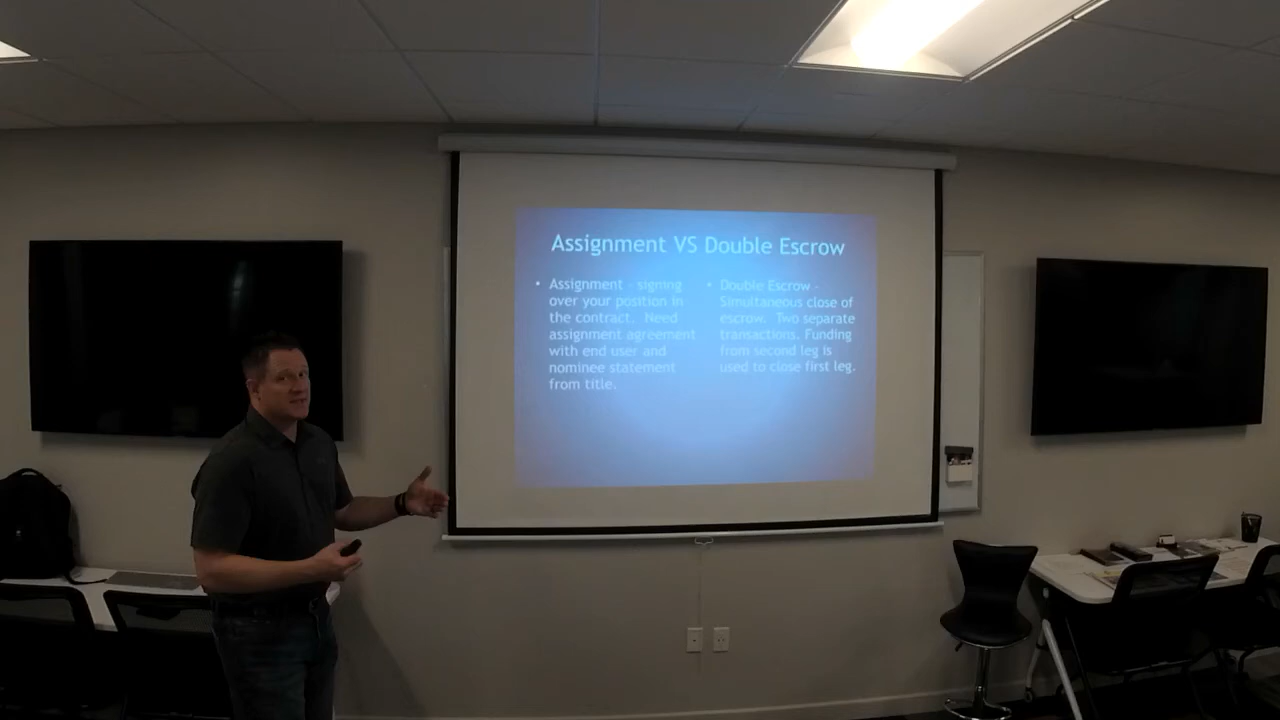 Assignment VS Double Escrow
• Assignment - signing
over your position in
the contract. Need
assignment agreement
with end user and
nominee statement
from title.
• Double Escrow -
Simultaneous close of
escrow. Two separate
transactions. Funding
from second leg is
used to close first leg.